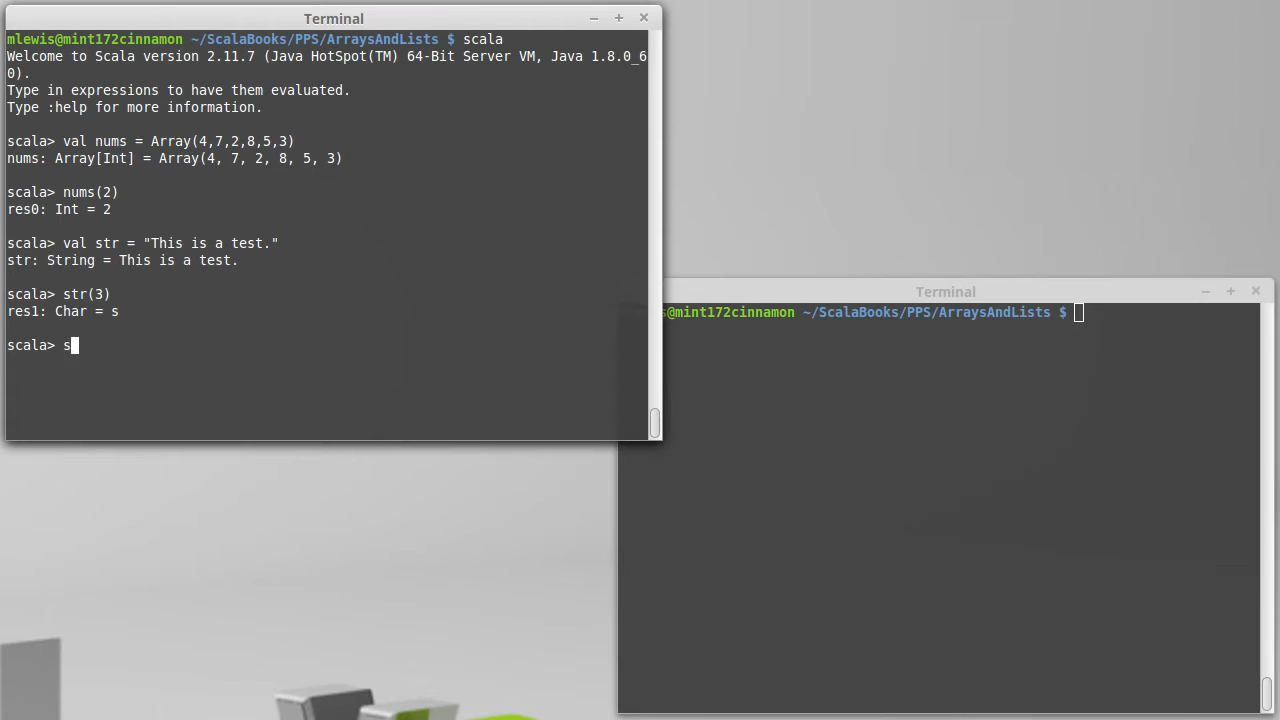 Terminal
mlewis@mint172cinnamon ~/ScalaBooks/PPS/ArraysAndLists $ scala
Welcome to Scala version 2.11.7 (Java HotSpot(TM) 64-Bit Server VM, Java 1.8.0_6
0).
Type in expressions to have them evaluated.
Type :help for more information.
scala> val nums = Array(4,7,2,8,5,3)
nums: Array[Int] = Array(4, 7, 2, 8, 5, 3)
scala> nums(2)
res0: Int = 2
scala> val str = "This is a test."
str: String = This is a test.
scala> str(3)
res1: Char = s
scala> s
Terminal
s@mint172cinnamon ~/ScalaBooks/PPS/ArraysAndLists $